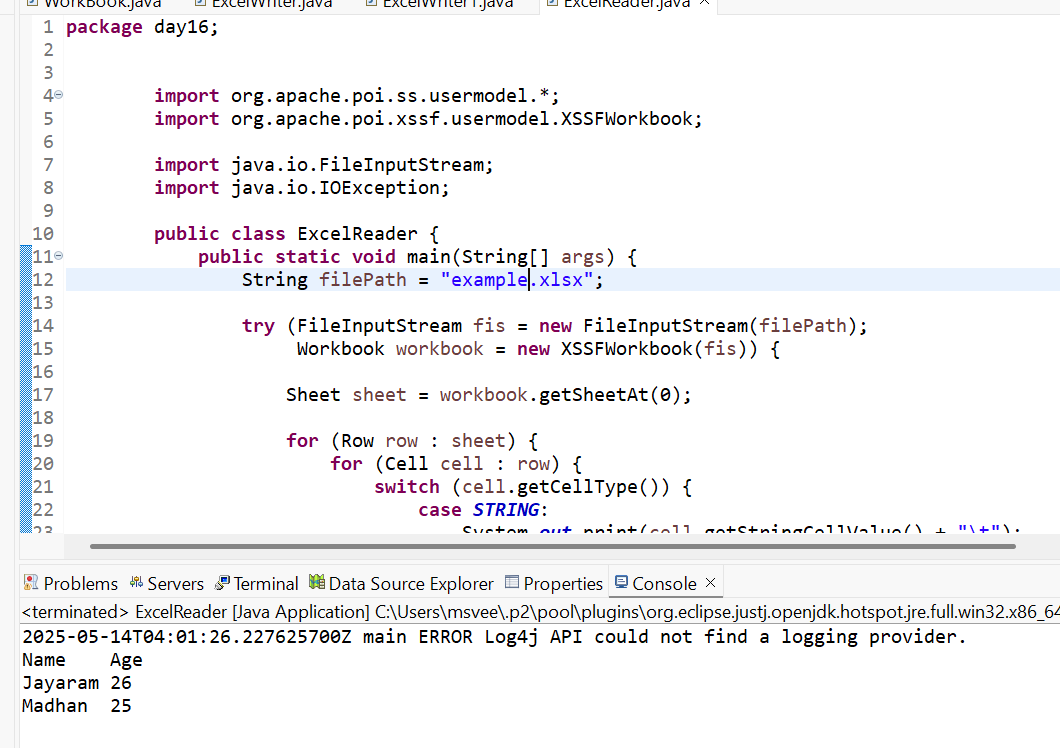 WorkBook.java ExcelWriter.java ExcelWriter1.java ExcelReader.java ×
1 package day16;
2
3
4 import org.apache.poi.ss.usermodel.*;
5 import org.apache.poi.xssf.usermodel.XSSFWorkbook;
6
7 import java.io.FileInputStream;
8 import java.io.IOException;
9
10 public class ExcelReader {
11 public static void main(String[] args) {
12 String filePath = "example.xlsx";
13
14 try (FileInputStream fis = new FileInputStream(filePath);
15 Workbook workbook = new XSSFWorkbook(fis)) {
16
17 Sheet sheet = workbook.getSheetAt(0);
18
19 for (Row row : sheet) {
20 for (Cell cell : row) {
21 switch (cell.getCellType()) {
22 case STRING:
23 System.out.print(cell.getStringCellValue() + "\t");
Problems Servers Terminal Data Source Explorer Properties Console ×
<terminated> ExcelReader [Java Application] C:\Users\msvee\.p2\pool\plugins\org.eclipse.justj.openjdk.hotspot.jre.full.win32.x86_64
2025-05-14T04:01:26.227625700Z main ERROR Log4j API could not find a logging provider.
Name Age
Jayaram 26
Madhan 25